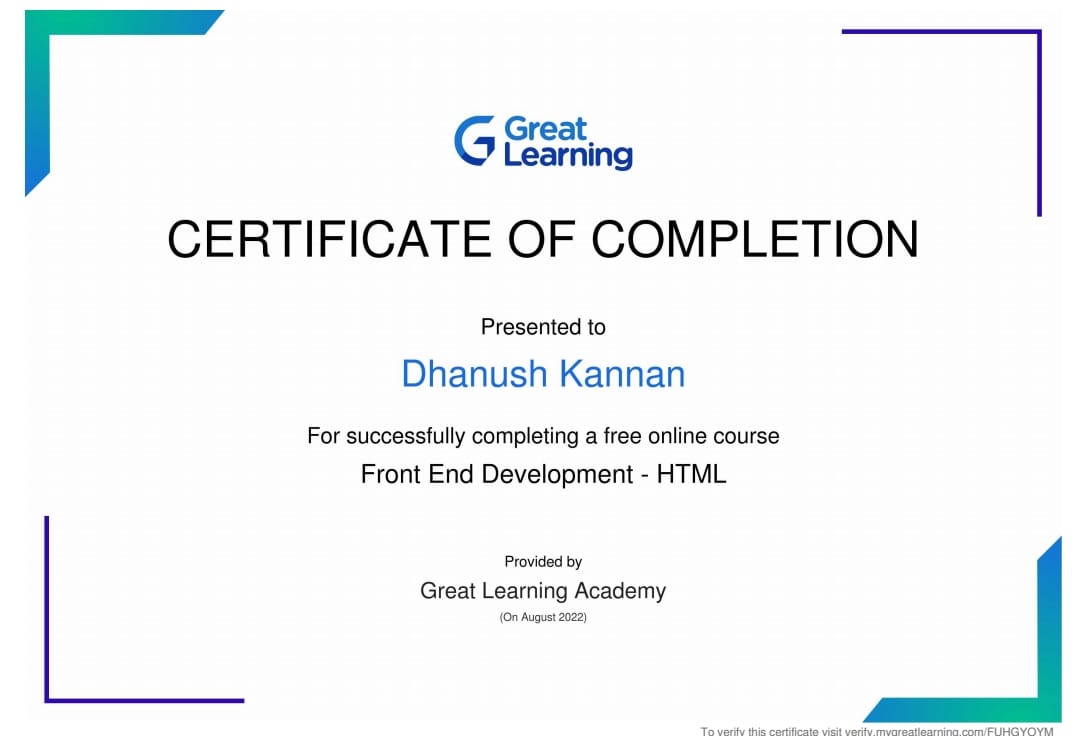 Great
Learning
CERTIFICATE OF COMPLETION
Presented to
Dhanush Kannan
For successfully completing a free online course
Front End Development - HTML
Provided by
Great Learning Academy
(On August 2022)
To verify this certificate visit verify.mygreatlearning.com/FUHGYOYM